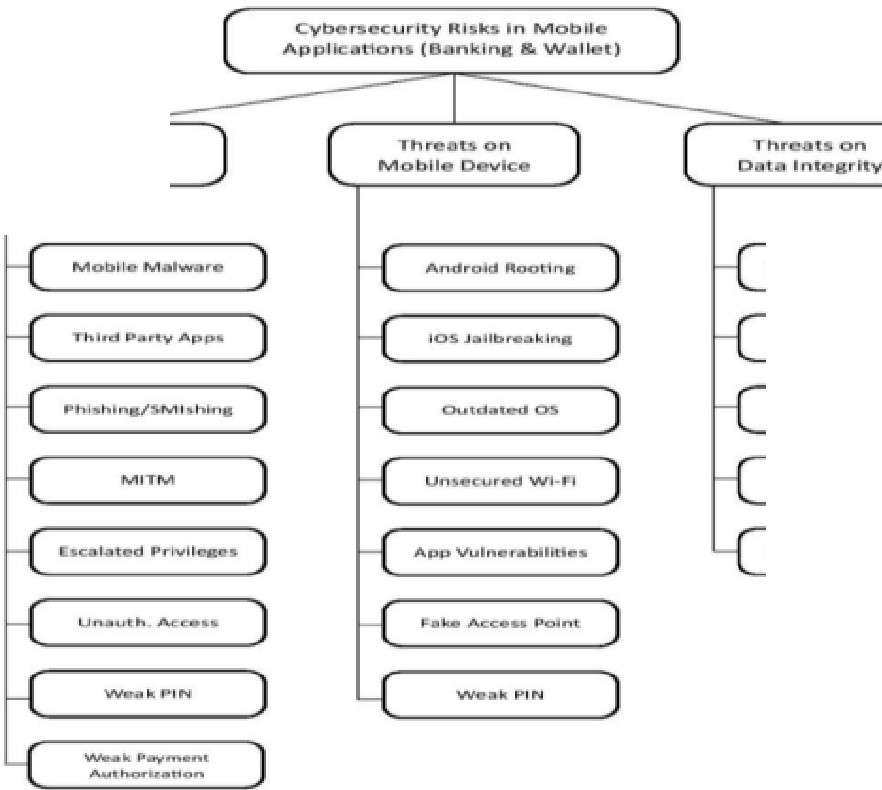 Cybersecurity Risks in Mobile
Applications (Banking & Wallet)
Threats on
Mobile Device
Threats on
Data Integrity
Mobile Malware
Third Party Apps
Phishing/SMIshing
MITM
Escalated Privileges
Unauth. Access
Weak PIN
Weak Payment
Authorization
Android Rooting
iOS Jailbreaking
Outdated OS
Unsecured Wi-Fi
App Vulnerabilities
Fake Access Point
Weak PIN